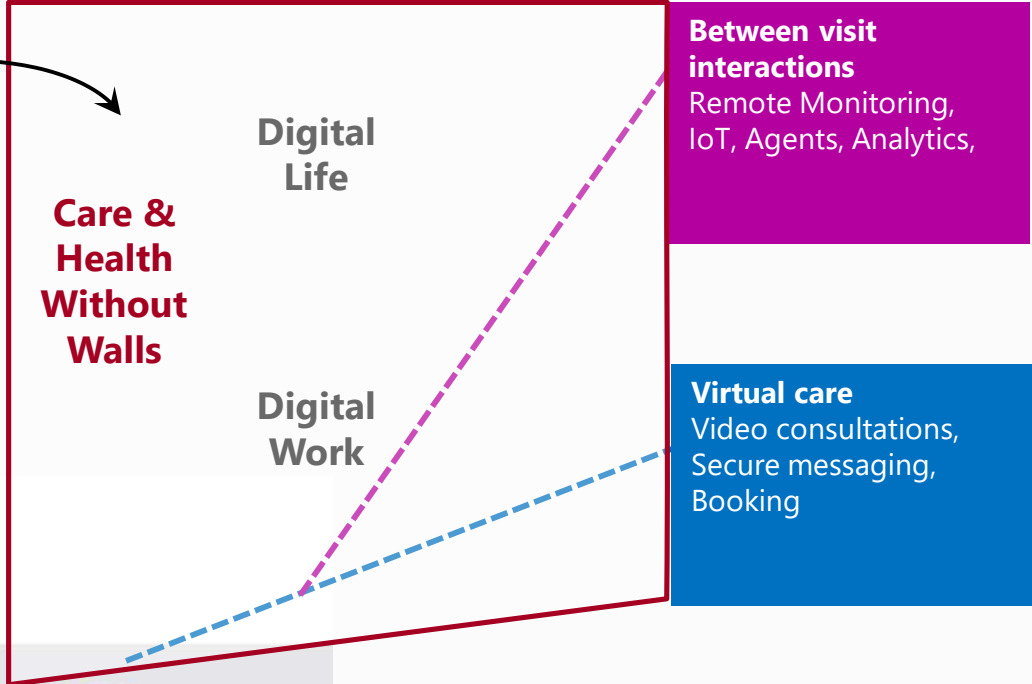 Care &
Health
Without
Walls
Digital
Life
Digital
Work
Between visit
interactions
Remote Monitoring,
IoT, Agents, Analytics,
Virtual care
Video consultations,
Secure messaging,
Booking